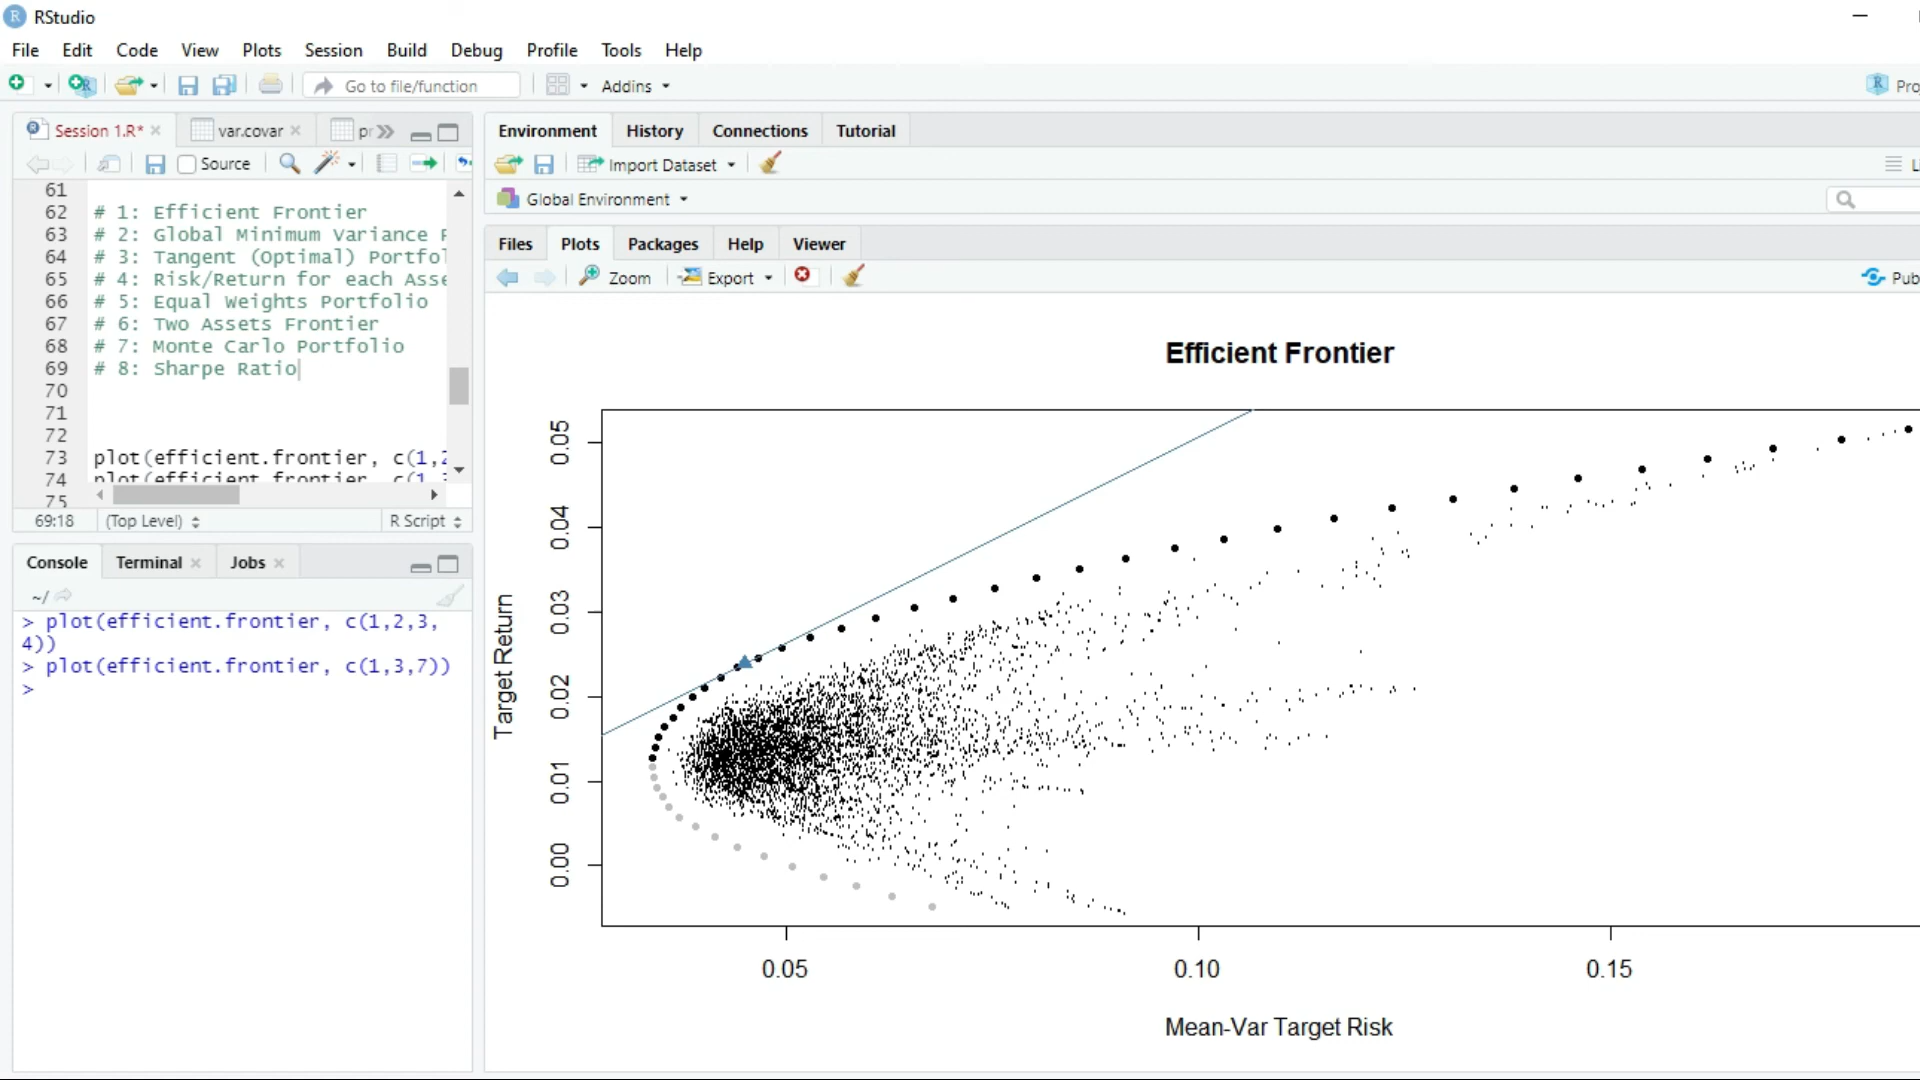 RStudio
File Edit Code View Plots Session Build Debug Profile Tools Help
Go to file/function Addins
Session 1.R* var.covar
Source
61
62 # 1: Efficient Frontier
63 # 2: Global Minimum Variance
64 # 3: Tangent (Optimal) Portfol
65 # 4: Risk/Return for each Asse
66 # 5: Equal Weights Portfolio
67 # 6: Two Assets Frontier
68 # 7: Monte Carlo Portfolio
69 # 8: Sharpe Ratio
70
71
72
73 plot(efficient.frontier, c(1,2
74 plot(efficient.frontier, c(1,
75
69:18 (Top Level) R Script
Console Terminal Jobs
~/
> plot(efficient.frontier, c(1,2,3,
4))
> plot(efficient.frontier, c(1,3,7))
>
Environment History Connections Tutorial
Import Dataset
Global Environment
Files Plots Packages Help Viewer
Zoom Export Pub
Efficient Frontier
Target Return
0.05
0.04
0.03
0.02
0.01
0.00
0.05 0.10 0.15
Mean-Var Target Risk